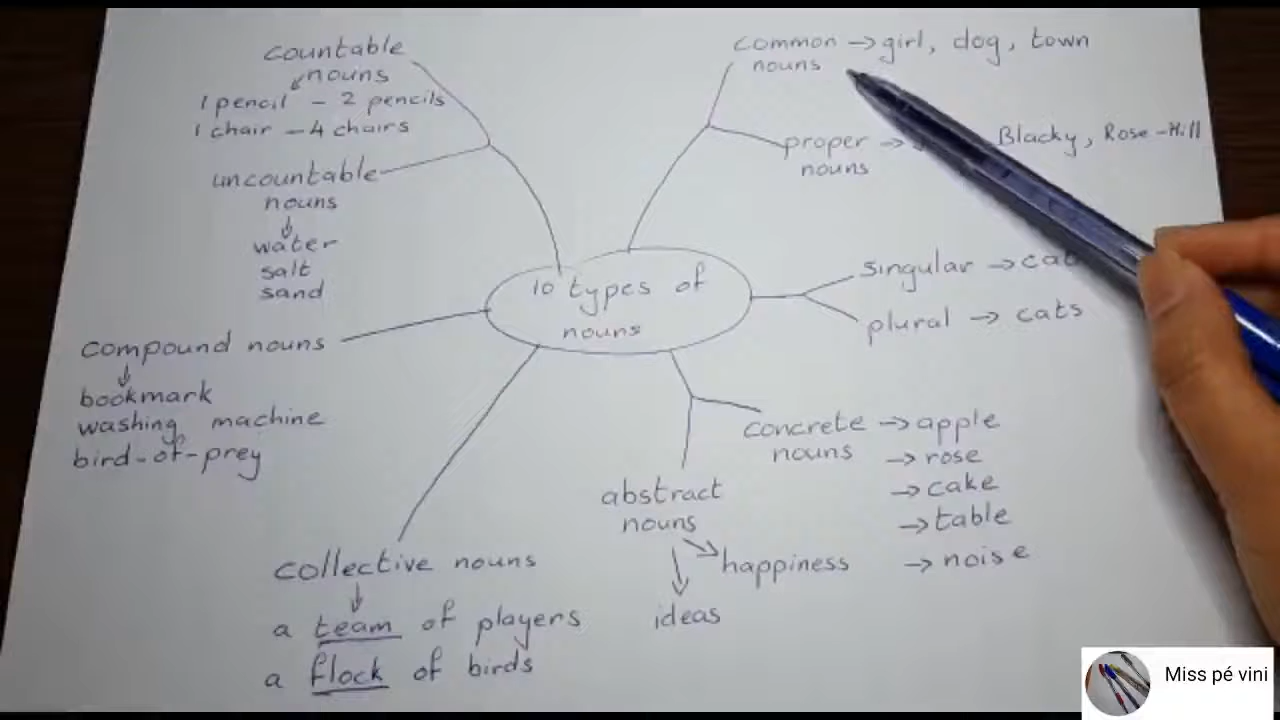 10 types of
nouns
common → girl, dog, town
nouns
proper → Blacky, Rose-Hill
nouns
singular → cat
plural → cats
concrete → apple
nouns
→ rose
→ cake
→ table
→ noise
abstract
nouns
happiness
ideas
collective nouns
a team of players
a flock of birds
compound nouns
bookmark
washing machine
bird-of-prey
countable
nouns
1 pencil - 2 pencils
1 chair - 4 chairs
uncountable
nouns
water
salt
sand
Miss pé vini